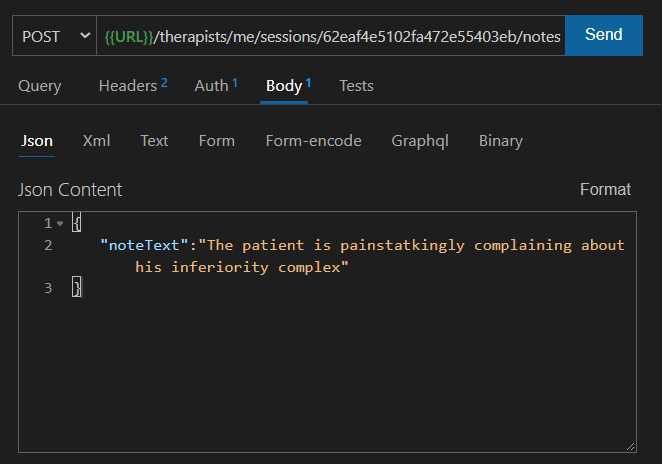 POST {{URL}}/therapists/me/sessions/62eaf4e5102fa472e55403eb/notes Send
Query Headers 2 Auth 1 Body 1 Tests
Json Xml Text Form Form-encode Graphql Binary
Json Content Format
1 {
2 "noteText":"The patient is painstatkingly complaining about
his inferiority complex"
3 }